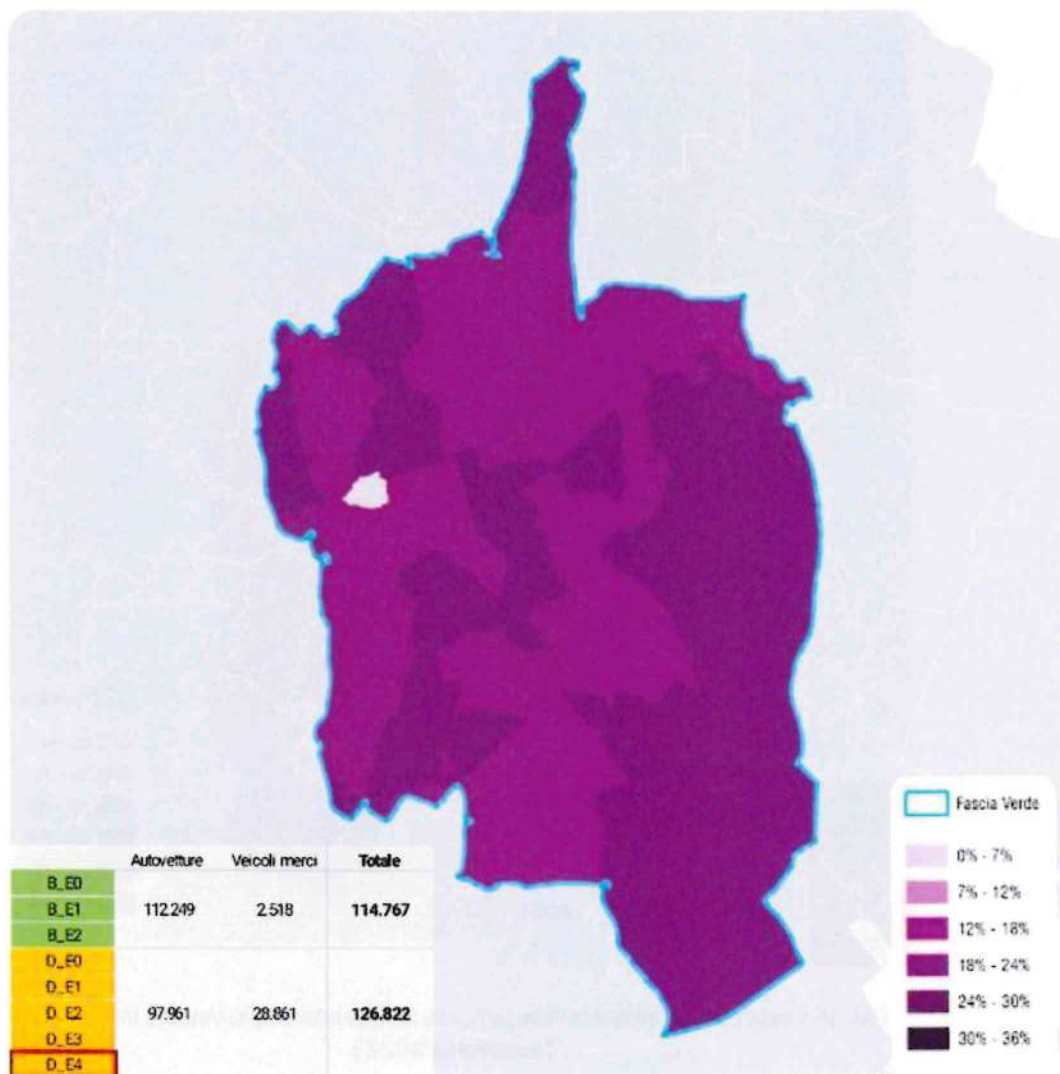 Fascia Verde
0% - 7%
7% - 12%
12% - 18%
18% - 24%
24% - 30%
30% - 36%
Autovetture Veicoli merci Totale
B_E0
B_E1 112.249 2.518 114.767
B_E2
D_E0
D_E1
D_E2 97.961 28.861 126.822
D_E3
D_E4